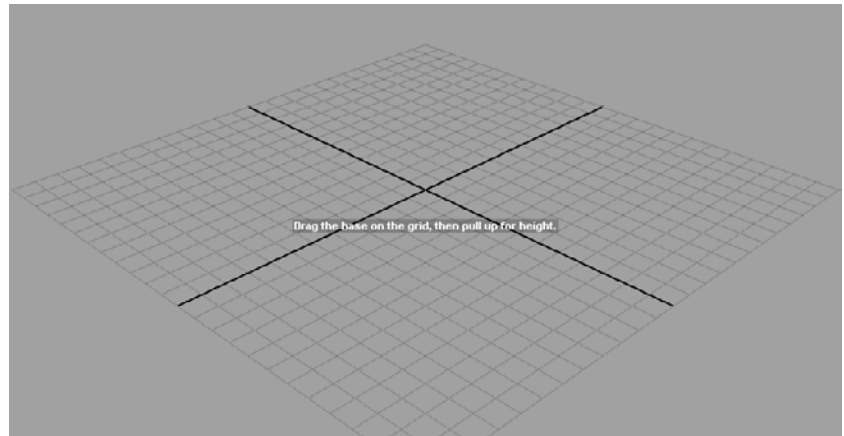 Drag the base on the grid, then pull up for height.